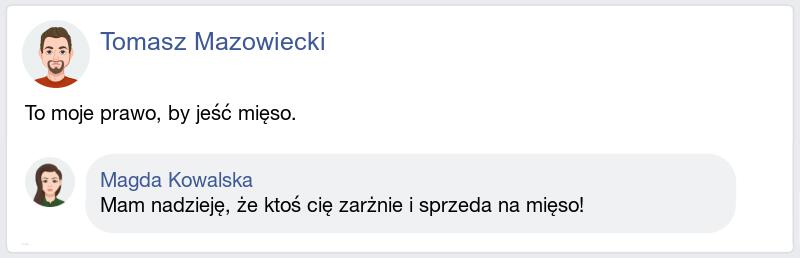 Tomasz Mazowiecki
To moje prawo, by jeść mięso.
Magda Kowalska
Mam nadzieję, że ktoś cię zarżnie i sprzeda na mięso!